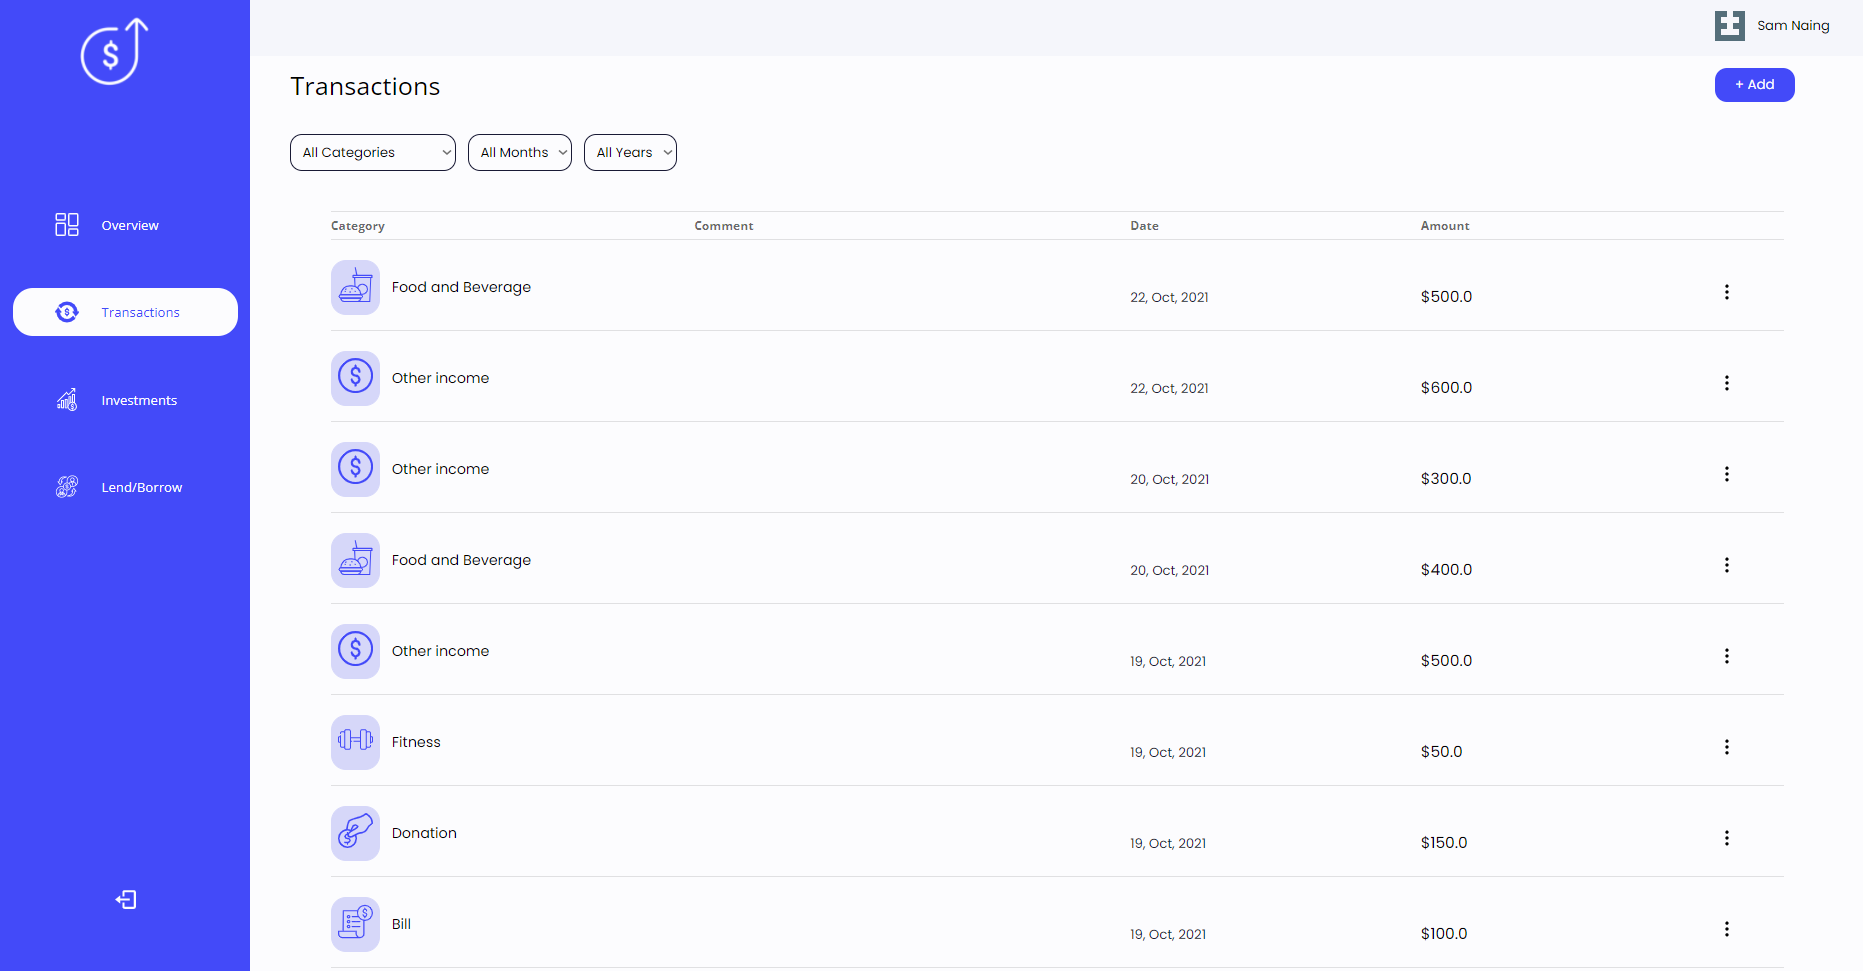 $
Sam Naing
Transactions
+ Add
All Categories
All Months
All Years
Overview
Transactions
Investments
Lend/Borrow
Category Comment Date Amount
Food and Beverage 22, Oct, 2021 $500.0
$ Other income 22, Oct, 2021 $600.0
$ Other income 20, Oct, 2021 $300.0
Food and Beverage 20, Oct, 2021 $400.0
$ Other income 19, Oct, 2021 $500.0
Fitness 19, Oct, 2021 $50.0
$ Donation 19, Oct, 2021 $150.0
$ Bill 19, Oct, 2021 $100.0